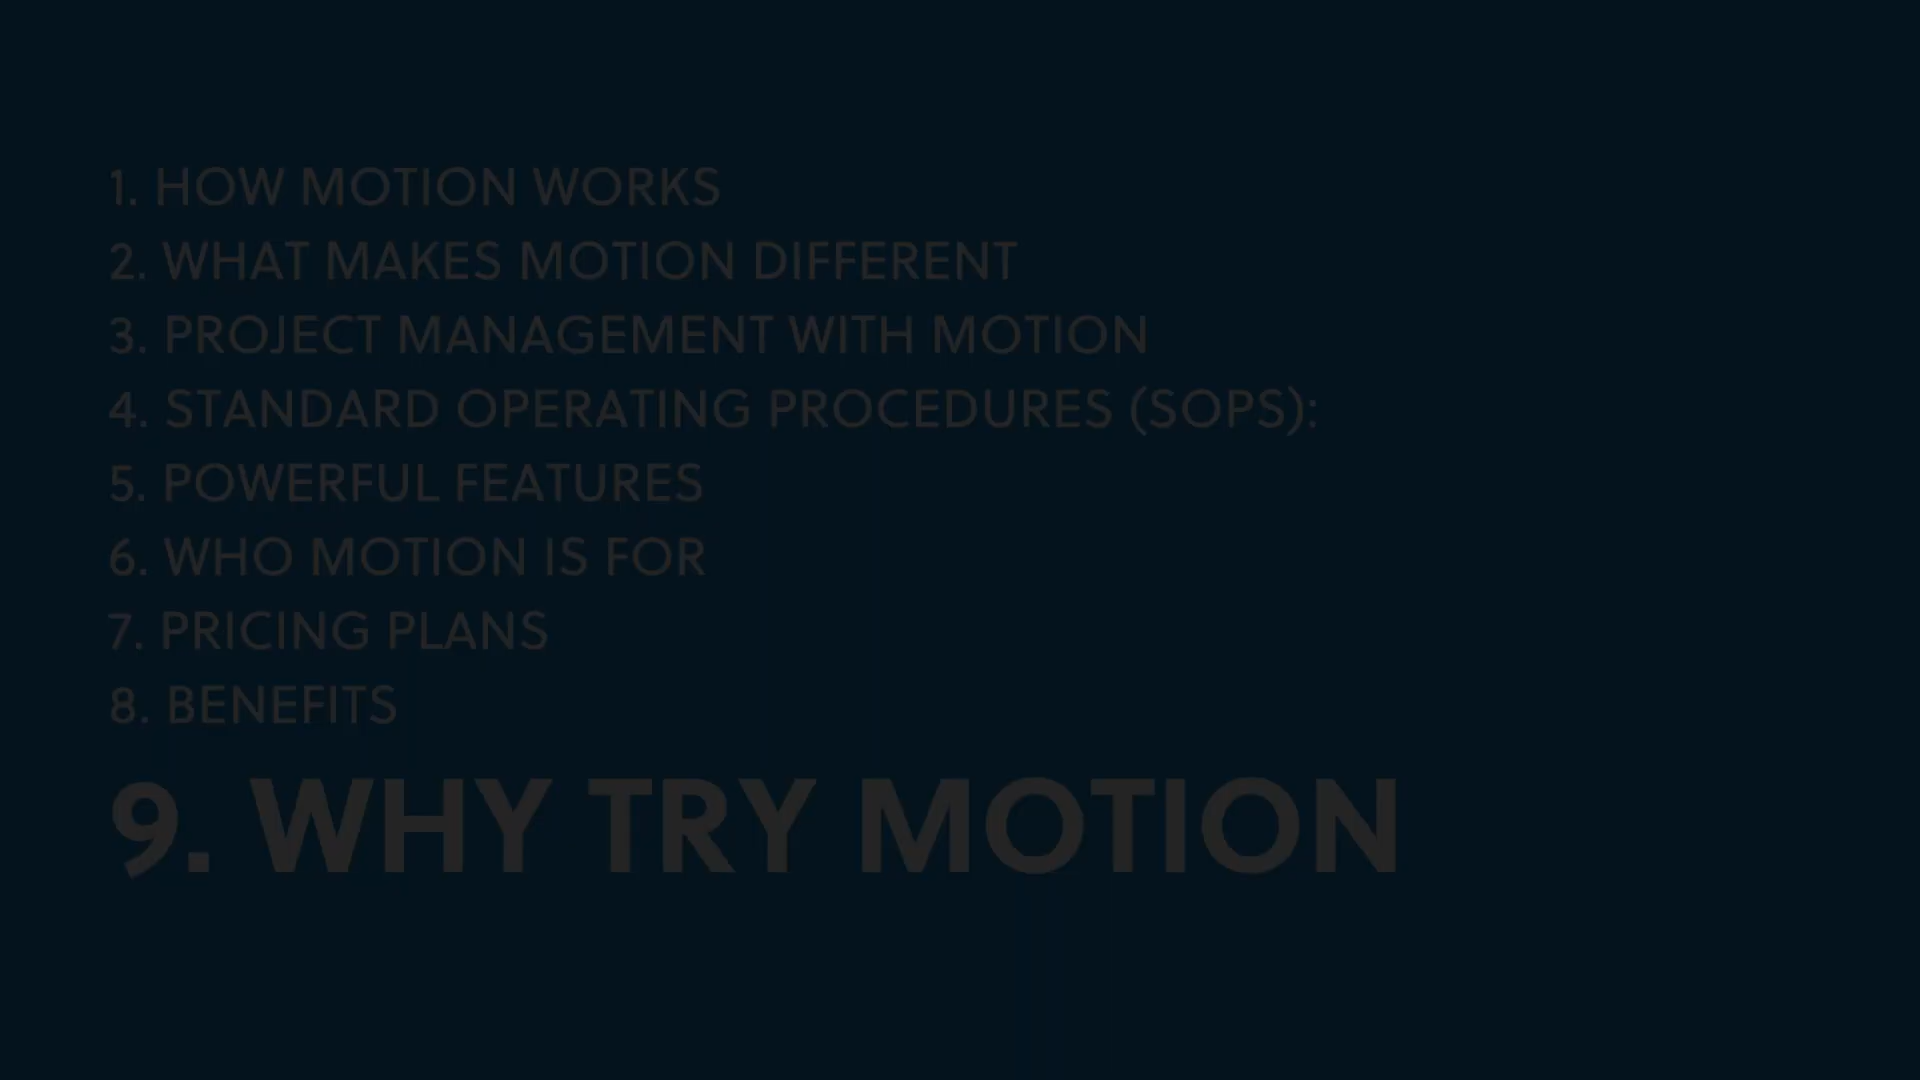 1. HOW MOTION WORKS
2. WHAT MAKES MOTION DIFFERENT
3. PROJECT MANAGEMENT WITH MOTION
4. STANDARD OPERATING PROCEDURES (SOPS):
5. POWERFUL FEATURES
6. WHO MOTION IS FOR
7. PRICING PLANS
8. BENEFITS
9. WHY TRY MOTION